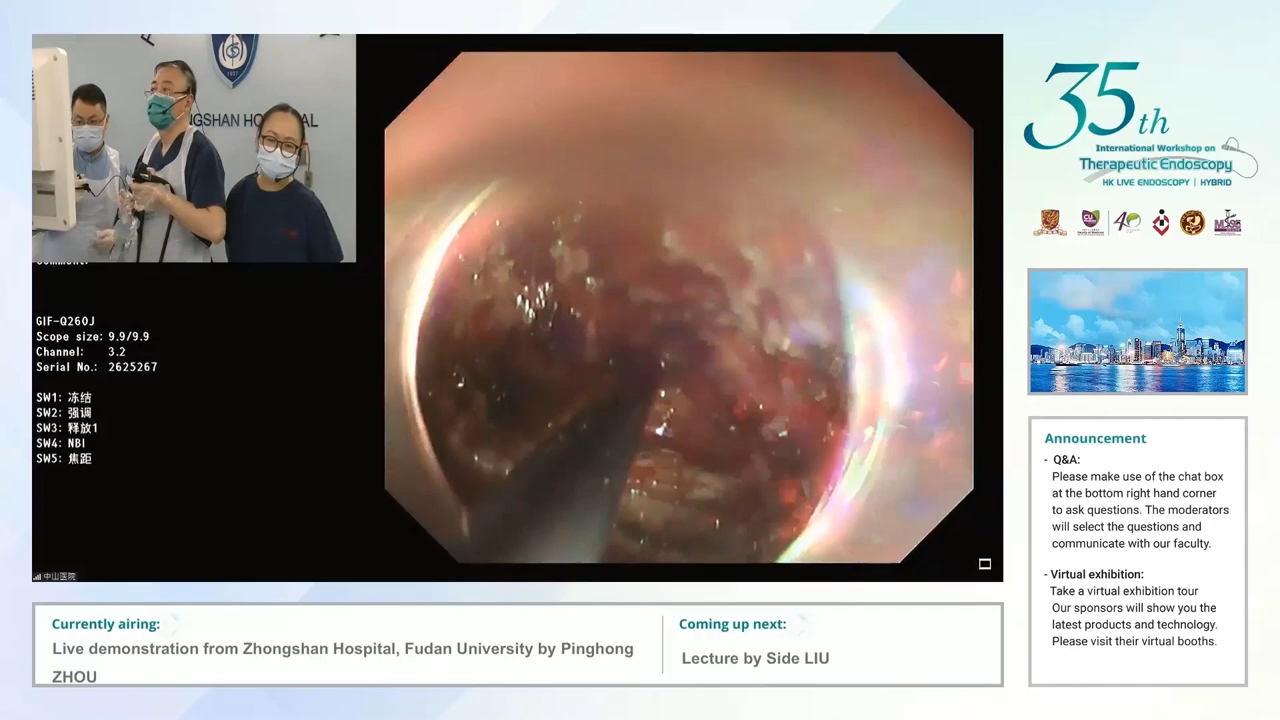 1937
NGSHAN HO
AL
GIF-Q260J
Scope size: 9.9/9.9
Channel: 3.2
Serial No.: 2625267
SW1: 冻结
SW2: 强调
SW3: 释放1
SW4: NBI
SW5: 焦距
中山医院
35th
International Workshop on
Therapeutic Endoscopy
HK LIVE ENDOSCOPY | HYBRID
Announcement
- Q&A:
Please make use of the chat box
at the bottom right hand corner
to ask questions. The moderators
will select the questions and
communicate with our faculty.
- Virtual exhibition:
Take a virtual exhibition tour
Our sponsors will show you the
latest products and technology.
Please visit their virtual booths.
Currently airing:
Live demonstration from Zhongshan Hospital, Fudan University by Pinghong
ZHOU
Coming up next:
Lecture by Side LIU